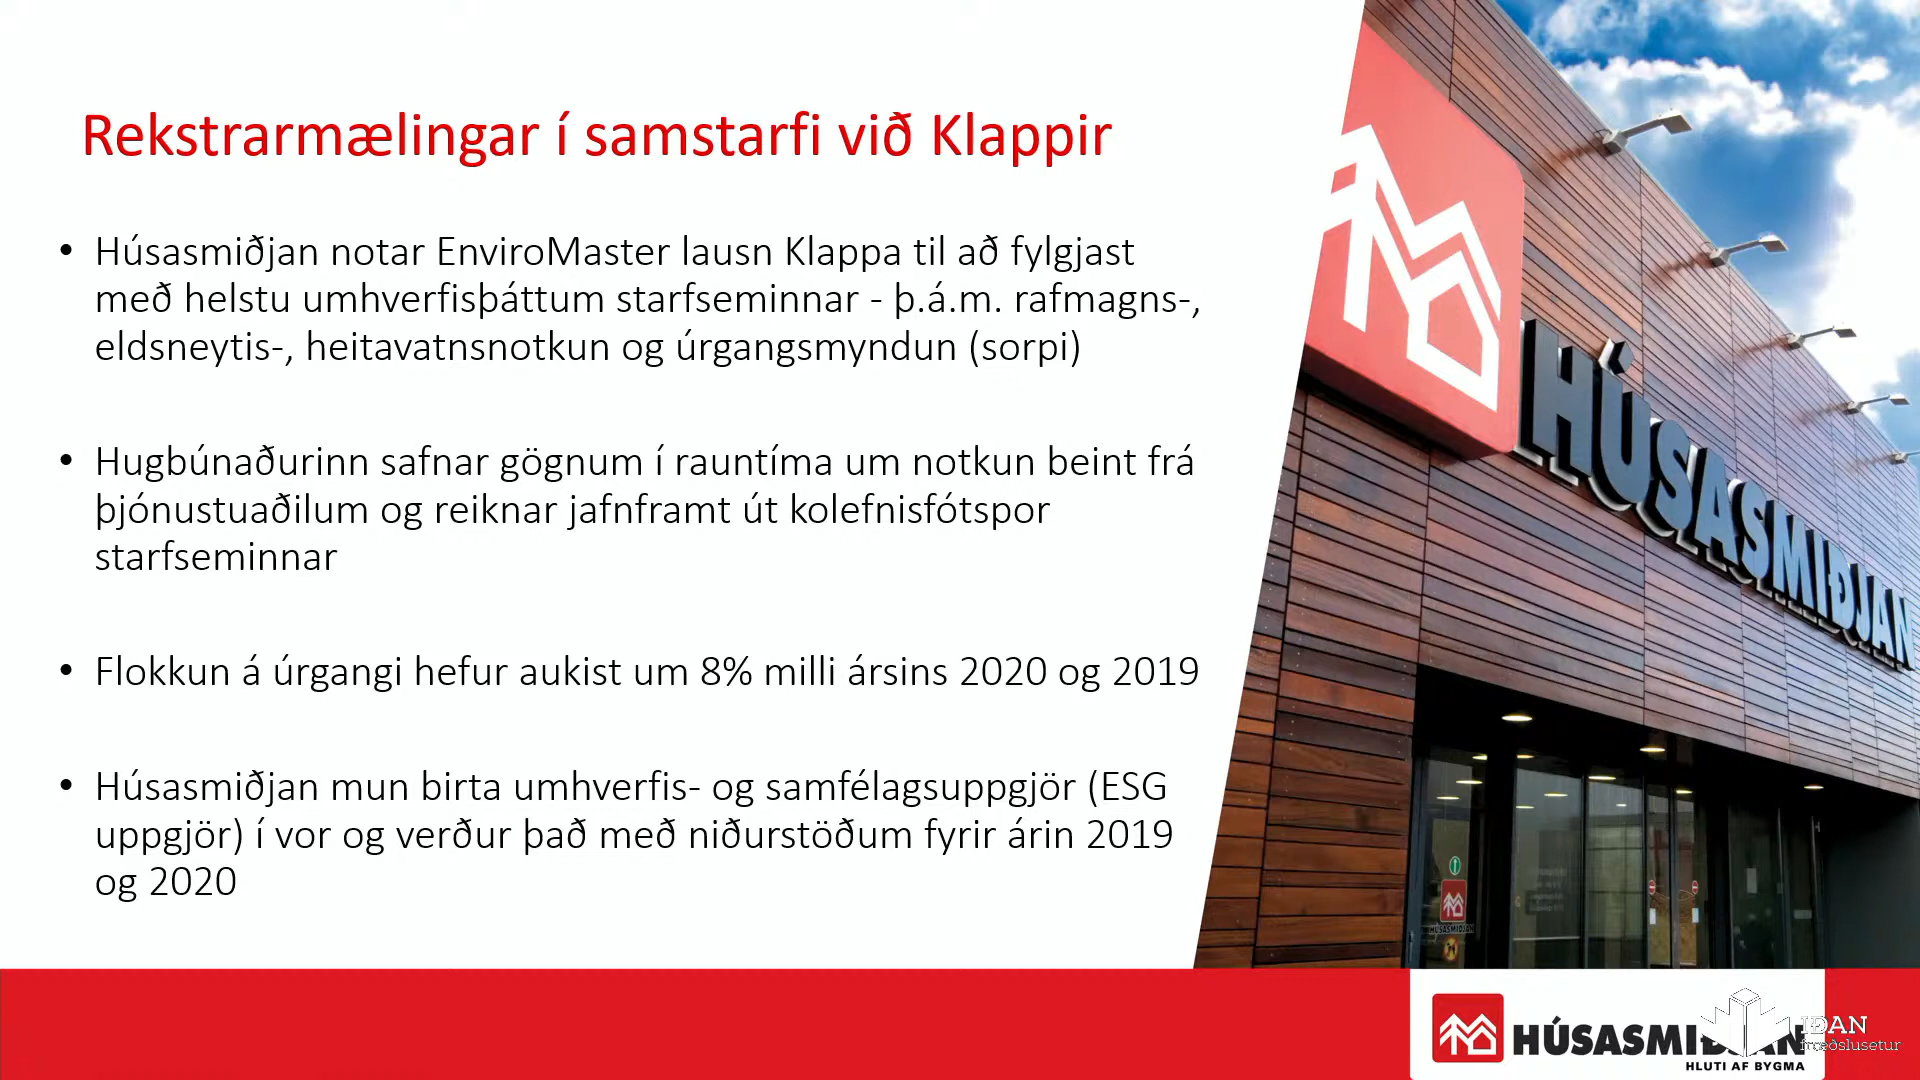 Rekstrarmælingar í samstarfi við Klappir
• Húsasmiðjan notar EnviroMaster lausn Klappa til að fylgjast
með helstu umhverfisþáttum starfseminnar - þ.á.m. rafmagns-,
eldsneytis-, heitavatnsnotkun og úrgangsmyndun (sorpi)
• Hugbúnaðurinn safnar gögnum í rauntíma um notkun beint frá
þjónustuaðilum og reiknar jafnframt út kolefnisfótspor
starfseminnar
• Flokkun á úrgangi hefur aukist um 8% milli ársins 2020 og 2019
• Húsasmiðjan mun birta umhverfis- og samfélagsuppgjör (ESG
uppgjör) í vor og verður það með niðurstöðum fyrir árin 2019
og 2020
HÚSASMIÐJAN
HÚSASMIÐJAN
HÚSASMIÐJAN
HLUTI AF BYGMA
IÐAN
fræðslusetur